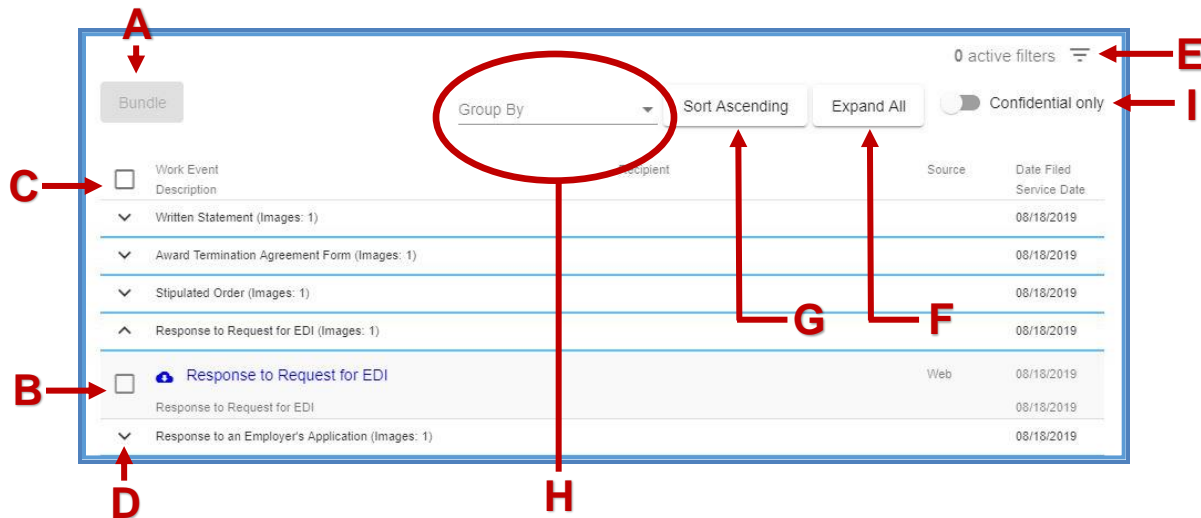 A
0 active filters
E
Bundle
Group By
Sort Ascending
Expand All
Confidential only
I
C
Work Event
Description
Recipient
Source
Date Filed
Service Date
Written Statement (Images: 1)
08/18/2019
Award Termination Agreement Form (Images: 1)
08/18/2019
Stipulated Order (Images: 1)
08/18/2019
G
F
Response to Request for EDI (Images: 1)
08/18/2019
B
Response to Request for EDI
Web
08/18/2019
Response to Request for EDI
08/18/2019
Response to an Employer's Application (Images: 1)
08/18/2019
D
H